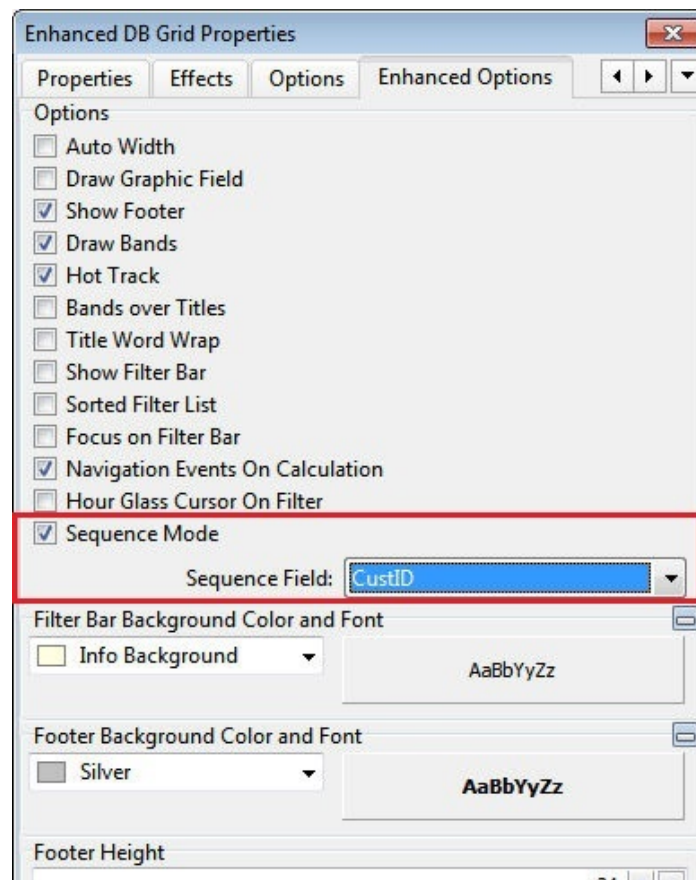 Enhanced DB Grid Properties
Properties Effects Options Enhanced Options
Options
Auto Width
Draw Graphic Field
Show Footer
Draw Bands
Hot Track
Bands over Titles
Title Word Wrap
Show Filter Bar
Sorted Filter List
Focus on Filter Bar
Navigation Events On Calculation
Hour Glass Cursor On Filter
Sequence Mode
Sequence Field: CustID
Filter Bar Background Color and Font
Info Background AaBbYyZz
Footer Background Color and Font
Silver AaBbYyZz
Footer Height